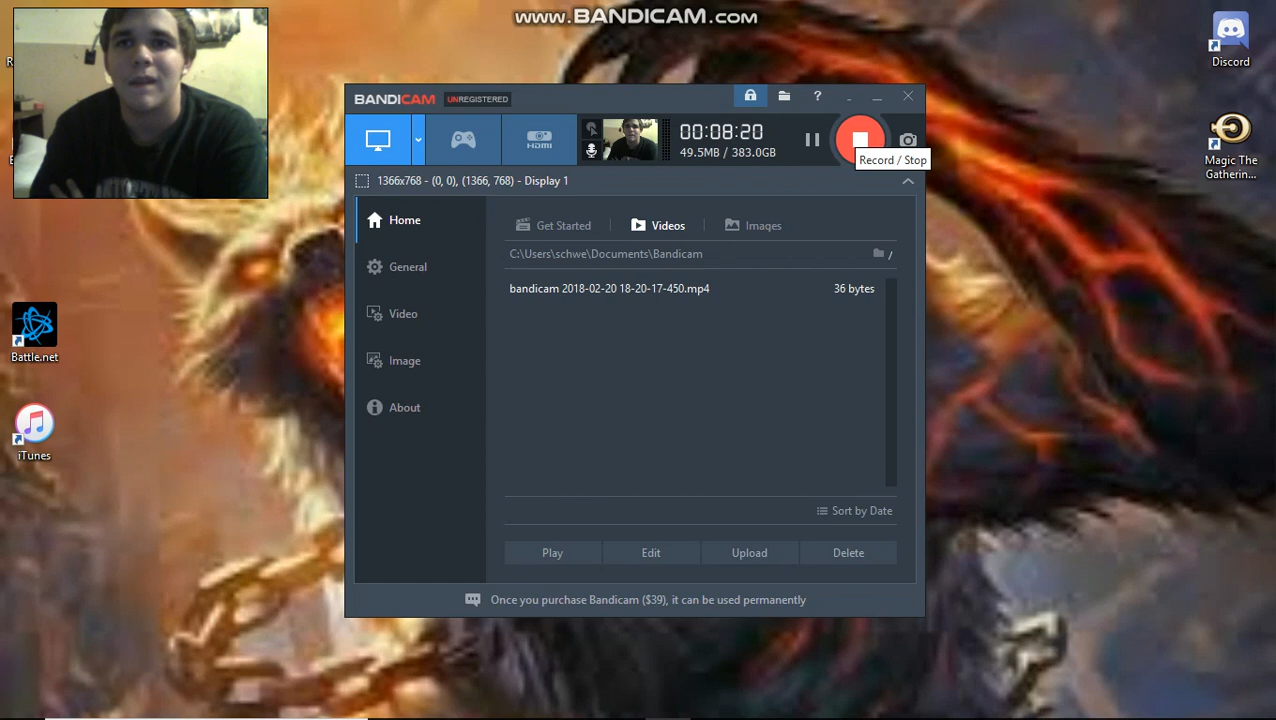 www.BANDICAM.com
Discord
Magic The
Gatherin...
Battle.net
iTunes
BANDICAM UNREGISTERED
?
HDMI
00:08:20
49.5MB / 383.0GB
Record / Stop
1366x768 - (0, 0), (1366, 768) - Display 1
Home
General
Video
Image
About
Get Started
Videos
Images
C:\Users\schwe\Documents\Bandicam
/
bandicam 2018-02-20 18-20-17-450.mp4 36 bytes
Sort by Date
Play Edit Upload Delete
Once you purchase Bandicam ($39), it can be used permanently